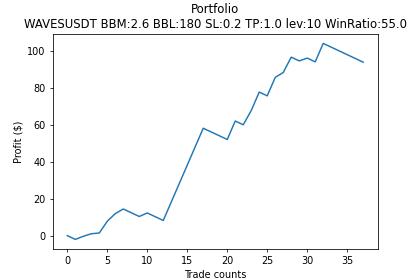 Portfolio
WAVESUSDT BBM:2.6 BBL:180 SL:0.2 TP:1.0 lev:10 WinRatio:55.0
100
80
60
40
20
0
Profit ($)
0 5 10 15 20 25 30 35
Trade counts